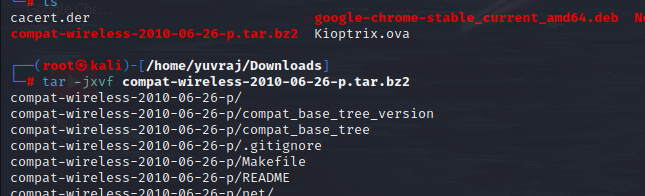 ls
cacert.der google-chrome-stable_current_amd64.deb
compat-wireless-2010-06-26-p.tar.bz2 Kioptrix.ova
(root㉿kali)-[/home/yuvraj/Downloads]
# tar -jxvf compat-wireless-2010-06-26-p.tar.bz2
compat-wireless-2010-06-26-p/
compat-wireless-2010-06-26-p/compat_base_tree_version
compat-wireless-2010-06-26-p/compat_base_tree
compat-wireless-2010-06-26-p/.gitignore
compat-wireless-2010-06-26-p/Makefile
compat-wireless-2010-06-26-p/README
compat-wireless-2010-06-26-p/net/